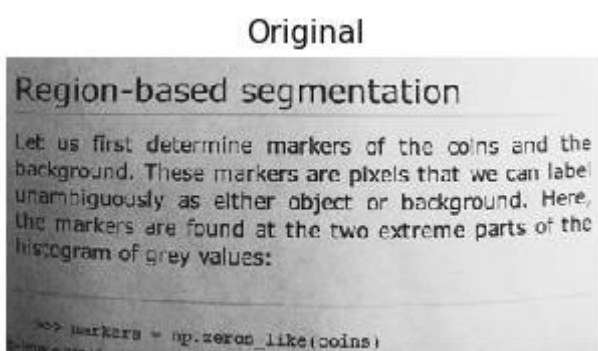 Original
Region-based segmentation
Let us first determine markers of the coins and the
background. These markers are pixels that we can label
unambiguously as either object or background. Here,
the markers are found at the two extreme parts of the
histogram of grey values:
>>> markers = np.zeros_like(coins)